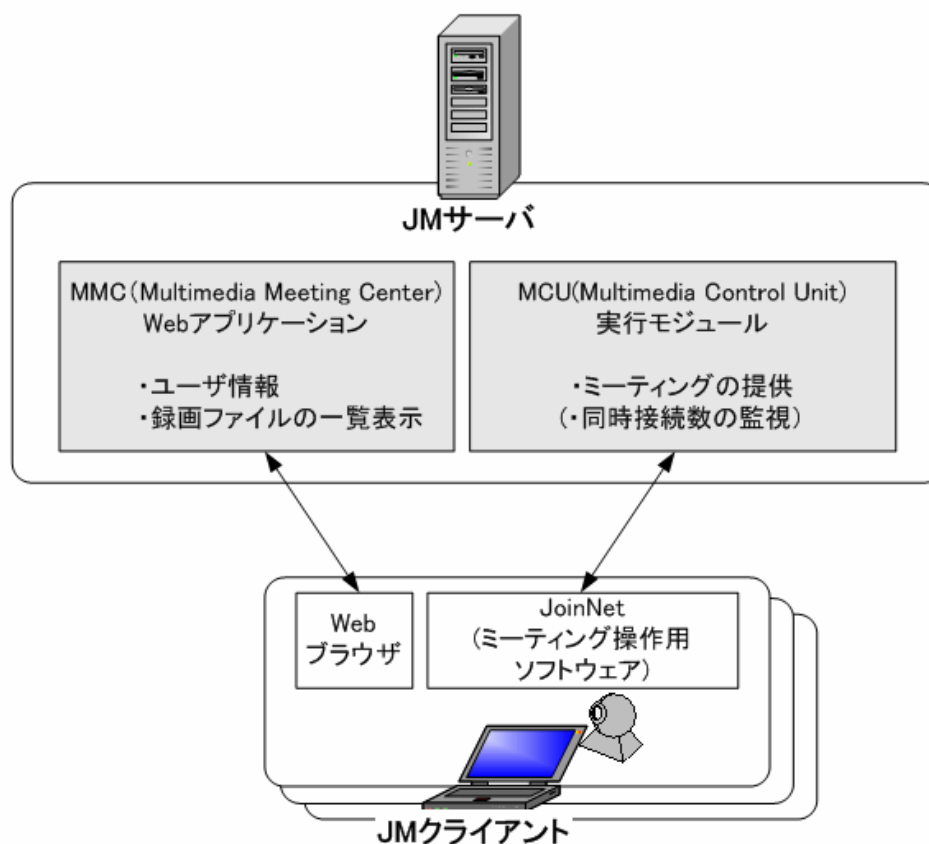 JMサーバ
MMC(Multimedia Meeting Center)
Webアプリケーション
・ユーザ情報
・録画ファイルの一覧表示
MCU(Multimedia Control Unit)
実行モジュール
・ミーティングの提供
(・同時接続数の監視)
Web
ブラウザ
JoinNet
(ミーティング操作用
ソフトウェア)
JMクライアント